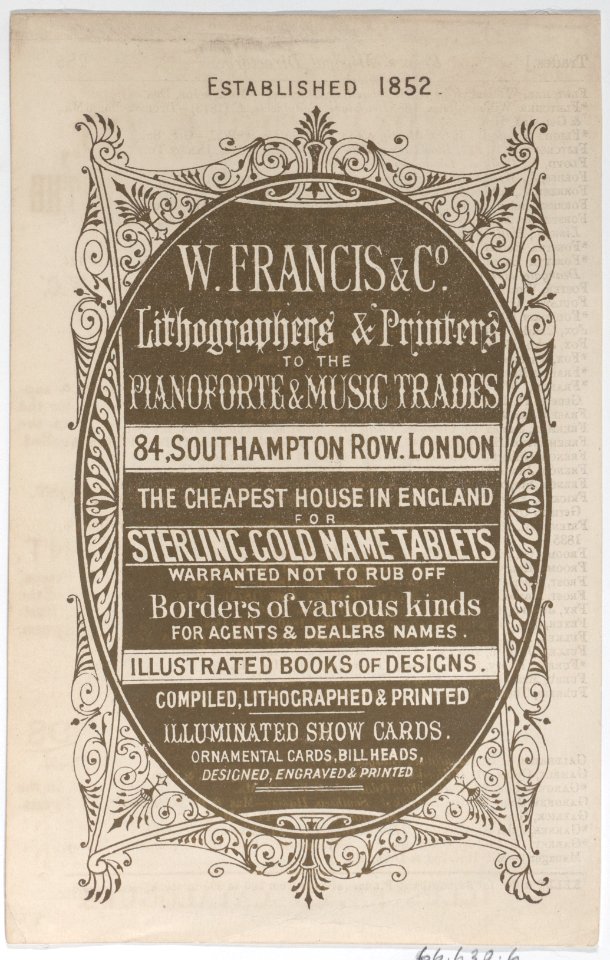 ESTABLISHED 1852.
W. FRANCIS & Co.
Lithographers & Printers
TO THE
PIANOFORTE & MUSIC TRADES
84, SOUTHAMPTON ROW. LONDON
THE CHEAPEST HOUSE IN ENGLAND
FOR
STERLING GOLD NAME TABLETS
WARRANTED NOT TO RUB OFF
Borders of various kinds
FOR AGENTS & DEALERS NAMES.
ILLUSTRATED BOOKS OF DESIGNS.
COMPILED, LITHOGRAPHED & PRINTED
ILLUMINATED SHOW CARDS.
ORNAMENTAL CARDS, BILL HEADS,
DESIGNED, ENGRAVED & PRINTED